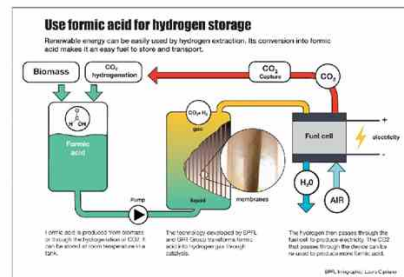 Use formic acid for hydrogen storage
Renewable energy can be easily used by hydrogen extraction. Its conversion into formic
acid makes it an easy fuel to store and transport.
Biomass
CO₂
hydrogenation
CO₂
Capture
CO₂
H OH
Formic
acid
CO₂+ H₂
gas
liquid
membranes
Pump
Fuel cell
+
electricity
-
H₂O
AIR
Formic acid is produced from biomass
or through the hydrogenation of CO2. It
can be stored at room temperature in a
tank.
The technology developed by EPFL
and GRT Group transforms formic
acid into hydrogen gas through
catalysis.
The hydrogen then passes through the
fuel cell to produce electricity. The CO2
that passes through the device can be
re-used to produce more formic acid.